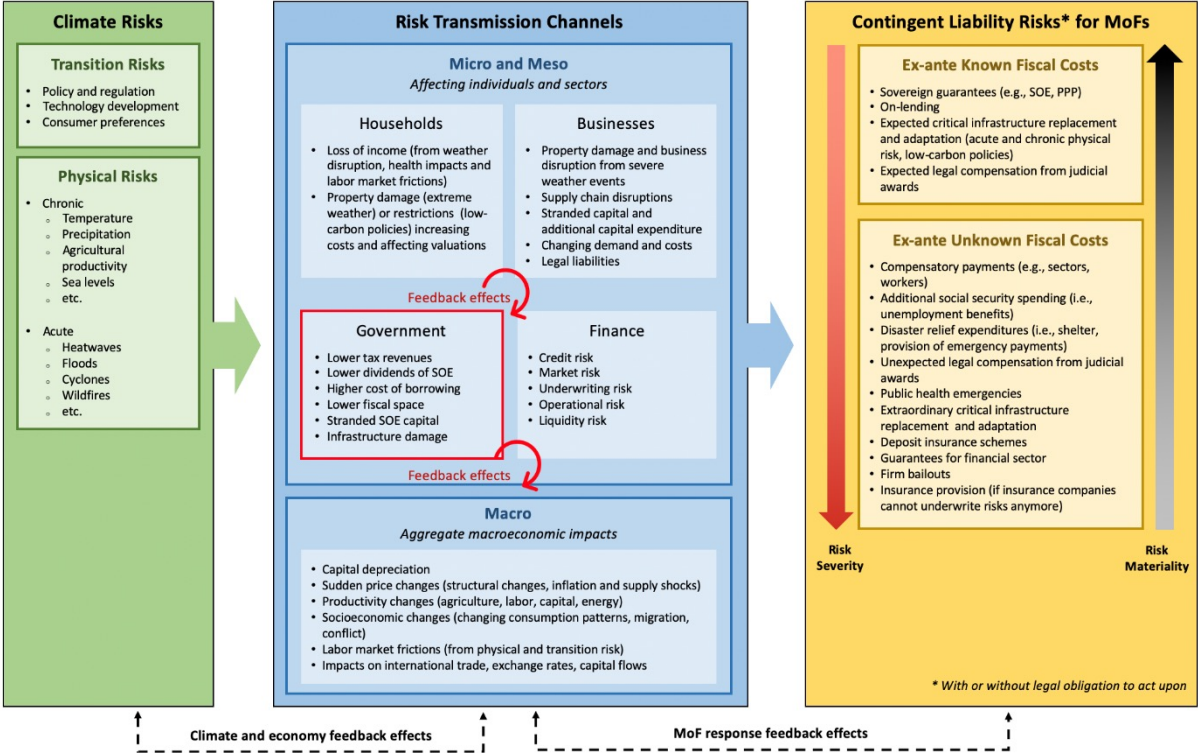 Climate Risks
Transition Risks
• Policy and regulation
• Technology development
• Consumer preferences
Physical Risks
• Chronic
o Temperature
o Precipitation
o Agricultural
productivity
o Sea levels
o etc.
• Acute
o Heatwaves
o Floods
o Cyclones
o Wildfires
o etc.
Risk Transmission Channels
Micro and Meso
Affecting individuals and sectors
Households
• Loss of income (from weather
disruption, health impacts and
labor market frictions)
• Property damage (extreme
weather) or restrictions (low-
carbon policies) increasing
costs and affecting valuations
Businesses
• Property damage and business
disruption from severe
weather events
• Supply chain disruptions
• Stranded capital and
additional capital expenditure
• Changing demand and costs
• Legal liabilities
Feedback effects
Government
• Lower tax revenues
• Lower dividends of SOE
• Higher cost of borrowing
• Lower fiscal space
• Stranded SOE capital
• Infrastructure damage
Finance
• Credit risk
• Market risk
• Underwriting risk
• Operational risk
• Liquidity risk
Feedback effects
Macro
Aggregate macroeconomic impacts
• Capital depreciation
• Sudden price changes (structural changes, inflation and supply shocks)
• Productivity changes (agriculture, labor, capital, energy)
• Socioeconomic changes (changing consumption patterns, migration,
conflict)
• Labor market frictions (from physical and transition risk)
• Impacts on international trade, exchange rates, capital flows
Contingent Liability Risks* for MoFs
Ex-ante Known Fiscal Costs
• Sovereign guarantees (e.g., SOE, PPP)
• On-lending
• Expected critical infrastructure replacement
and adaptation (acute and chronic physical
risk, low-carbon policies)
• Expected legal compensation from judicial
awards
Ex-ante Unknown Fiscal Costs
• Compensatory payments (e.g., sectors,
workers)
• Additional social security spending (i.e.,
unemployment benefits)
• Disaster relief expenditures (i.e., shelter,
provision of emergency payments)
• Unexpected legal compensation from judicial
awards
• Public health emergencies
• Extraordinary critical infrastructure
replacement and adaptation
• Deposit insurance schemes
• Guarantees for financial sector
• Firm bailouts
• Insurance provision (if insurance companies
cannot underwrite risks anymore)
Risk
Severity
Risk
Materiality
* With or without legal obligation to act upon
Climate and economy feedback effects
MoF response feedback effects